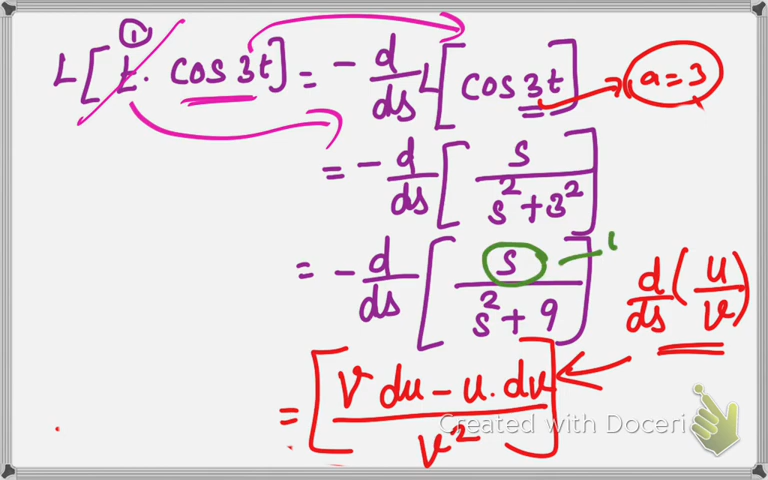 ①
L[t. cos 3t] = - d/ds L[cos 3t] a=3
= - d/ds [s/s²+3²]
= - d/ds [s/s²+9] d/ds (u/v)
= [v du - u. dv/v²]
Created with Doceri